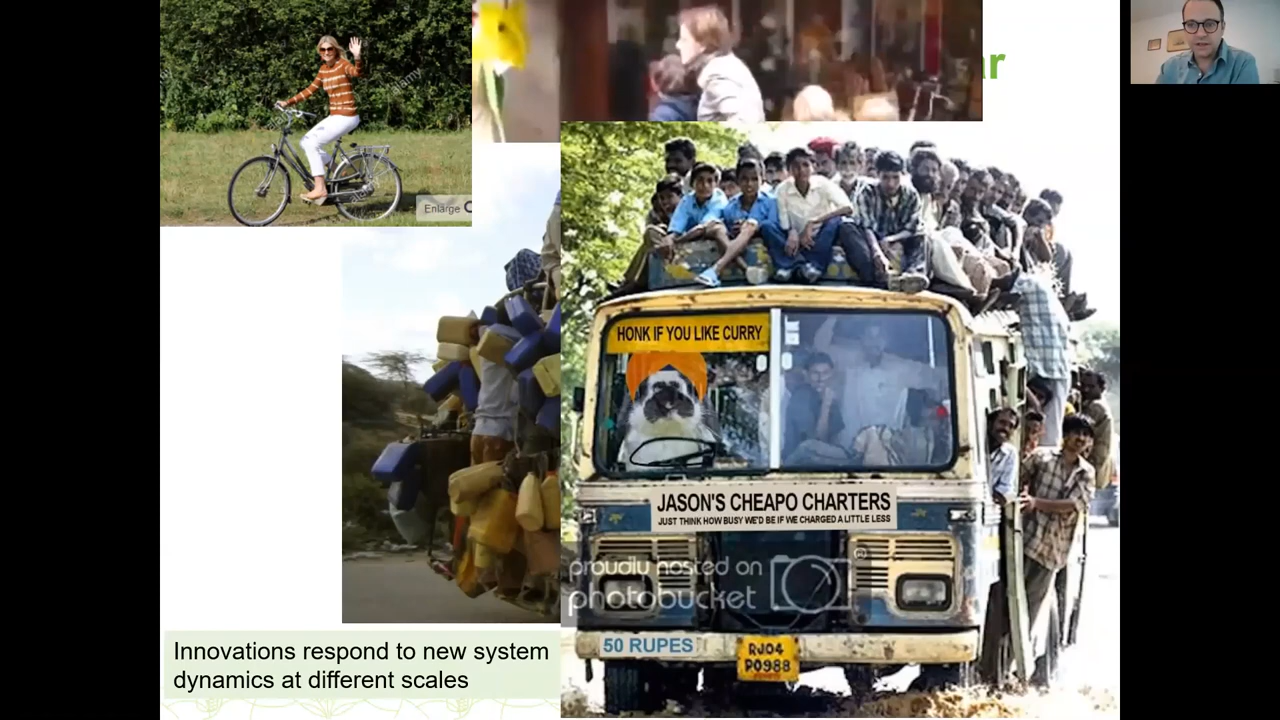 alamy
r
Enlarge
HONK IF YOU LIKE CURRY
JASON'S CHEAPO CHARTERS
JUST THINK HOW BUSY WE'D BE IF WE CHARGED A LITTLE LESS
proudly hosted on
photobucket
®
50 RUPES
RJ04
P0988
Innovations respond to new system
dynamics at different scales